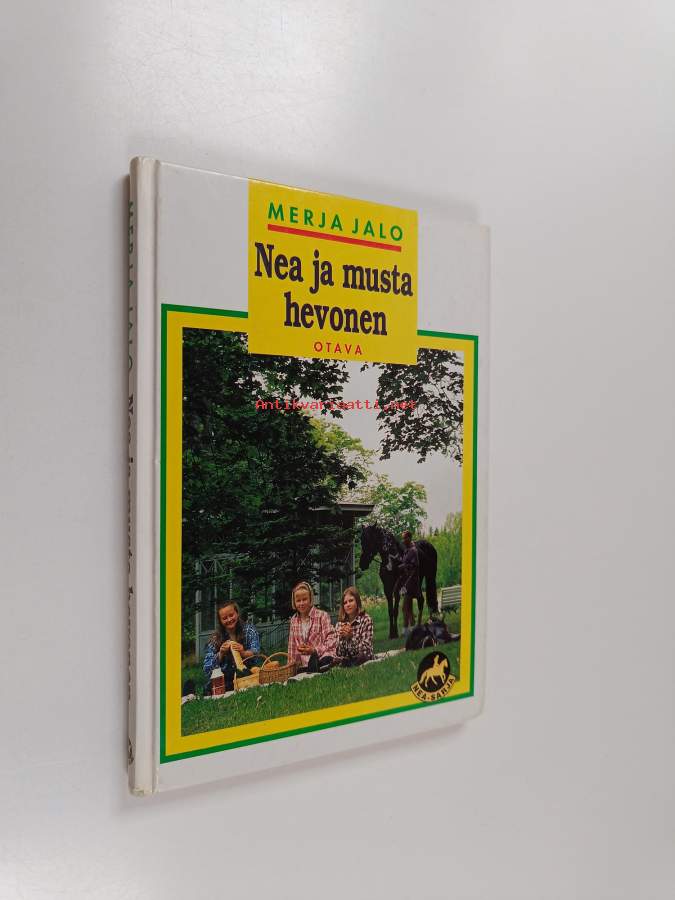 MERJA JALO
Nea ja musta
hevonen
OTAVA
Antikvariaatti.net
NEA-SARJA
MERJA JALO Nea ja musta hevonen